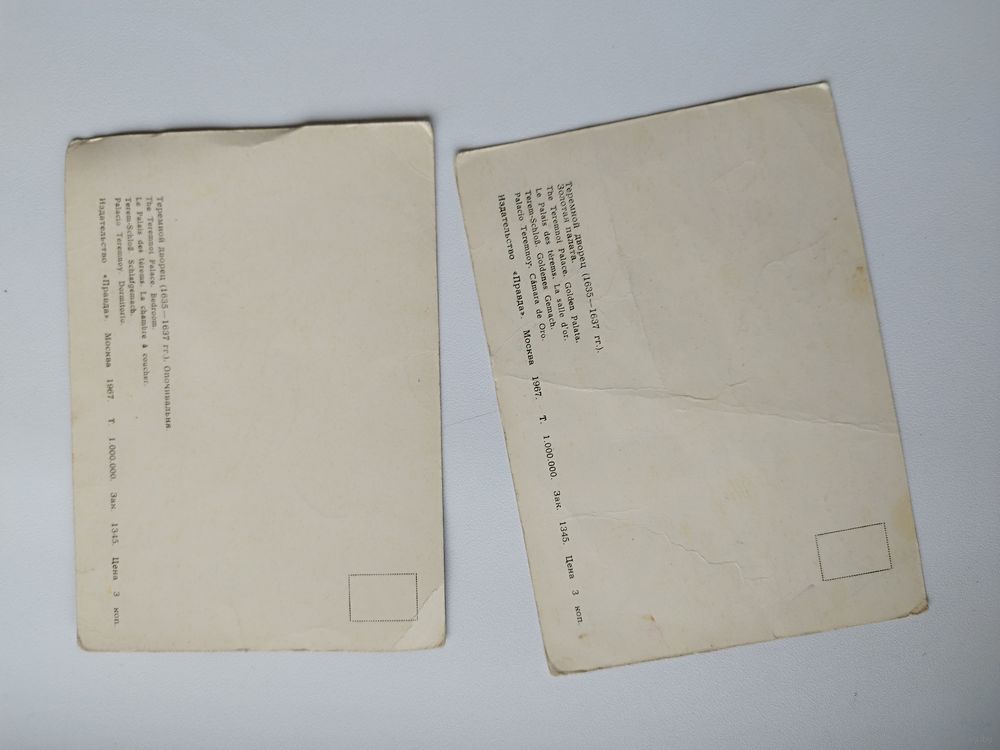 Теремной дворец (1635—1637 гг.). Опочивальня
The Teremnoj Palace. Bedroom.
Le Palais des térems. La chambre à coucher.
Terem-Schloß. Schlafgemach.
Palacio Teremnoy. Dormitorio.
Издательство «Правда». Москва 1967. Т. 1.000.000. Зак. 1345. Цена 3 коп.
Теремной дворец (1635—1637 гг.).
Золотая палата.
The Teremnoj Palace. Golden Palata.
Le Palais des térems. La salle d'or.
Terem-Schloß. Goldenes Gemach.
Palacio Teremnoy. Cámara de Oro.
Издательство «Правда». Москва 1967. Т. 1.000.000. Зак. 1345. Цена 3 коп.